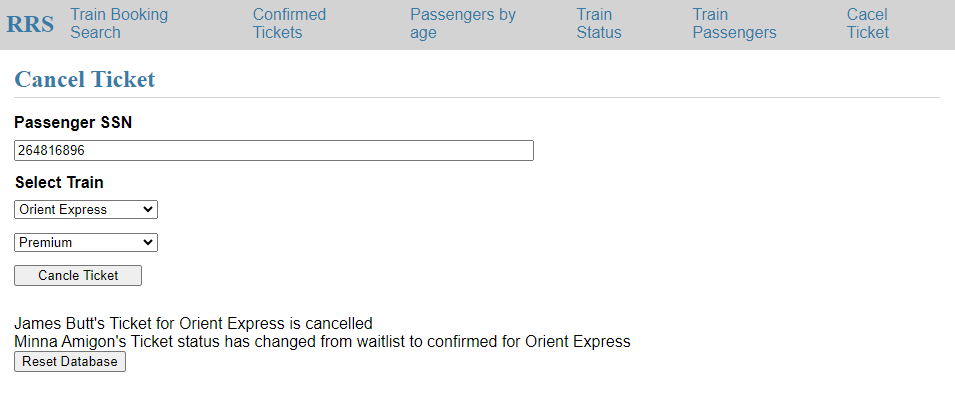 RRS
Train Booking Search
Confirmed Tickets
Passengers by age
Train Status
Train Passengers
Cacel Ticket
Cancel Ticket
Passenger SSN
264816896
Select Train
Orient Express
Premium
Cancle Ticket
James Butt's Ticket for Orient Express is cancelled
Minna Amigon's Ticket status has changed from waitlist to confirmed for Orient Express
Reset Database